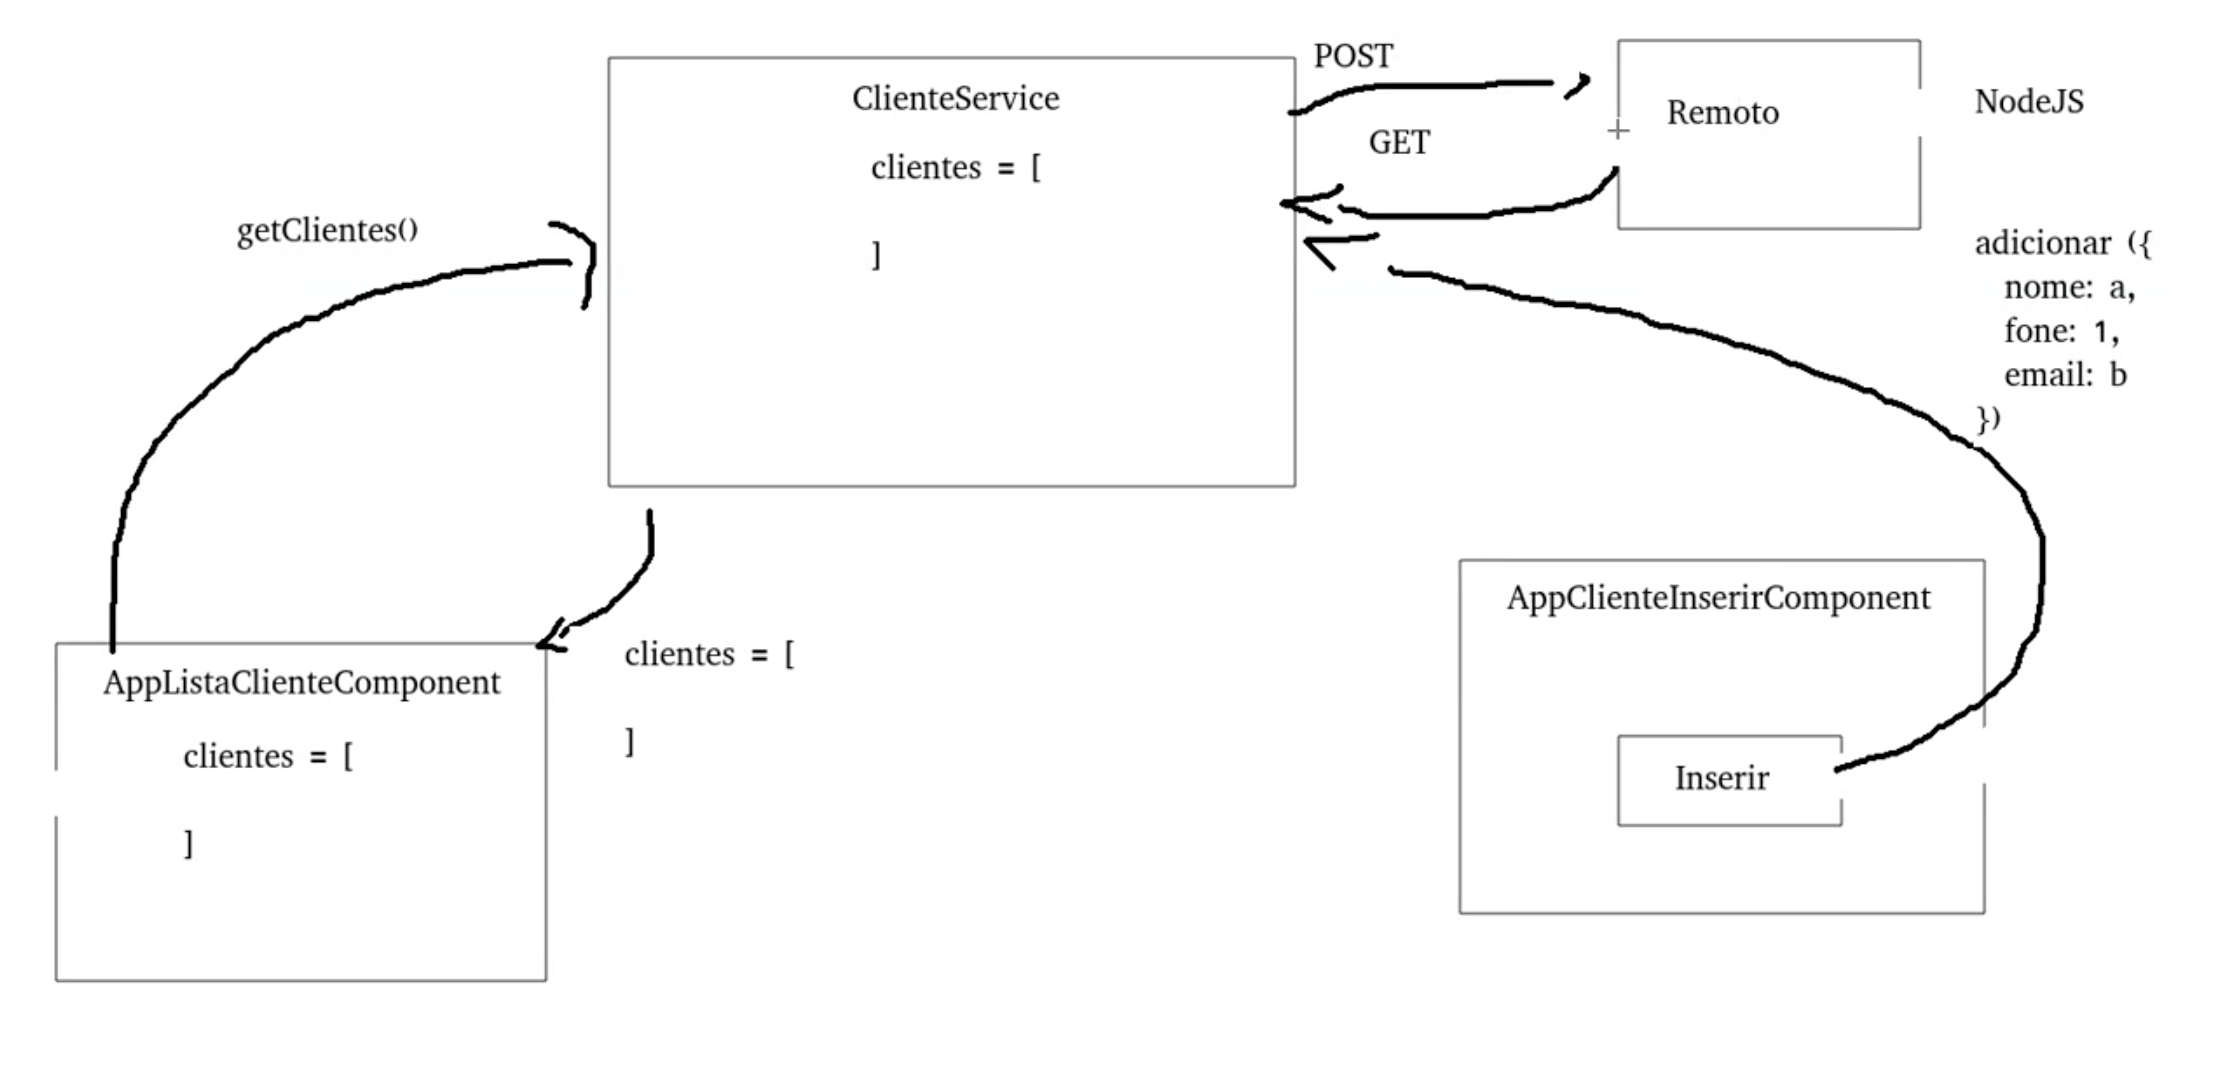 POST
ClienteService
Remoto
NodeJS
GET
clientes = [
]
getClientes()
adicionar ({
nome: a,
fone: 1,
email: b
})
AppClienteInserirComponent
Inserir
clientes = [
]
AppListaClienteComponent
clientes = [
]